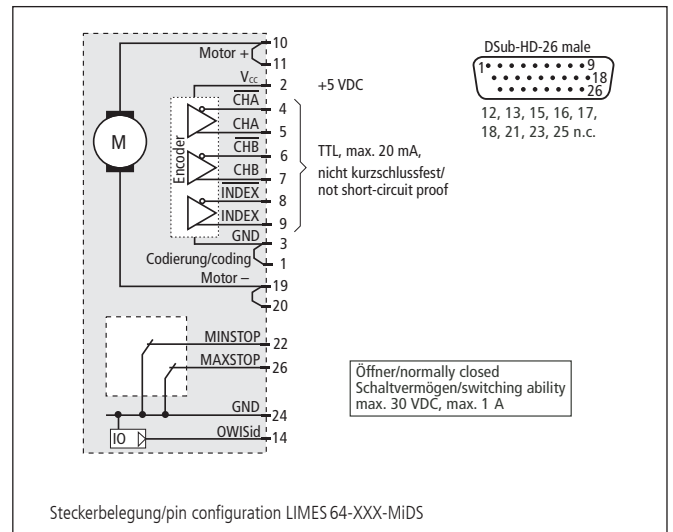 10
Motor +
11
V_CC 2 +5 VDC
C̅H̅A̅ 4
CHA 5
C̅H̅B̅ 6
CHB 7
I̅N̅D̅E̅X̅ 8
INDEX 9
GND 3
Codierung/coding 1
Motor – 19
20
M
Encoder
TTL, max. 20 mA,
nicht kurzschlussfest/
not short-circuit proof
MINSTOP 22
MAXSTOP 26
GND 24
IO OWISid 14
DSub-HD-26 male
1 9
18
26
12, 13, 15, 16, 17,
18, 21, 23, 25 n.c.
Öffner/normally closed
Schaltvermögen/switching ability
max. 30 VDC, max. 1 A
Steckerbelegung/pin configuration LIMES 64-XXX-MiDS